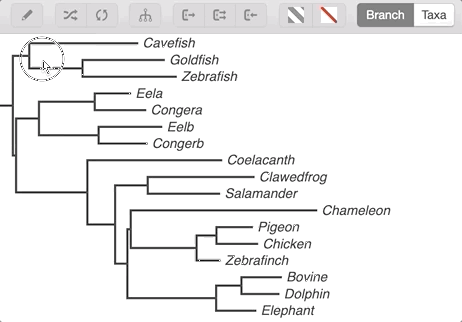 Branch Taxa
Cavefish
Goldfish
Zebrafish
Eela
Congera
Eelb
Congerb
Coelacanth
Clawedfrog
Salamander
Chameleon
Pigeon
Chicken
Zebrafinch
Bovine
Dolphin
Elephant